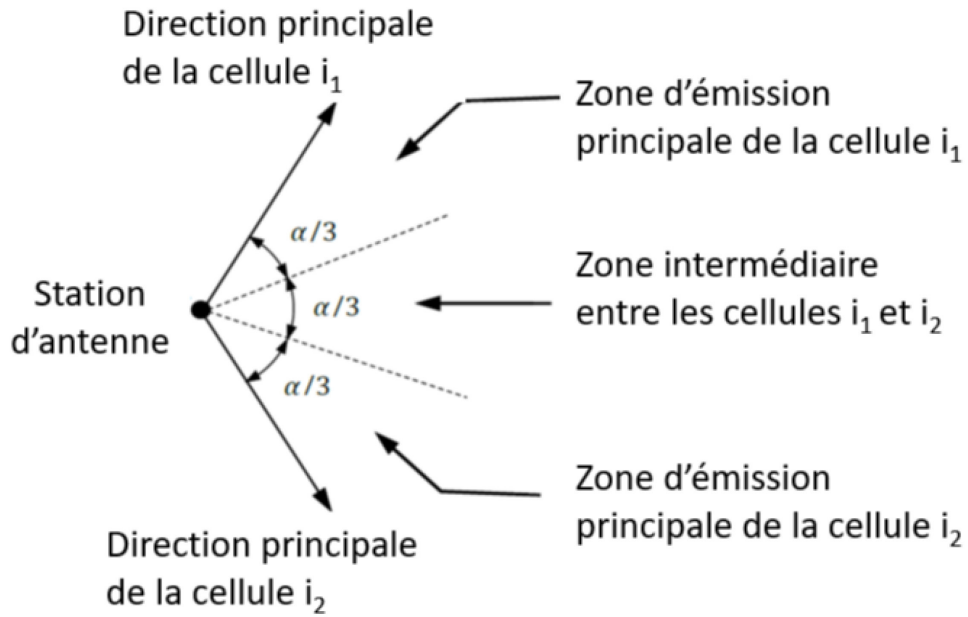 Direction principale
de la cellule i₁
Zone d’émission
principale de la cellule i₁
α/3
Zone intermédiaire
entre les cellules i₁ et i₂
Station
d’antenne
α/3
α/3
Zone d’émission
principale de la cellule i₂
Direction principale
de la cellule i₂